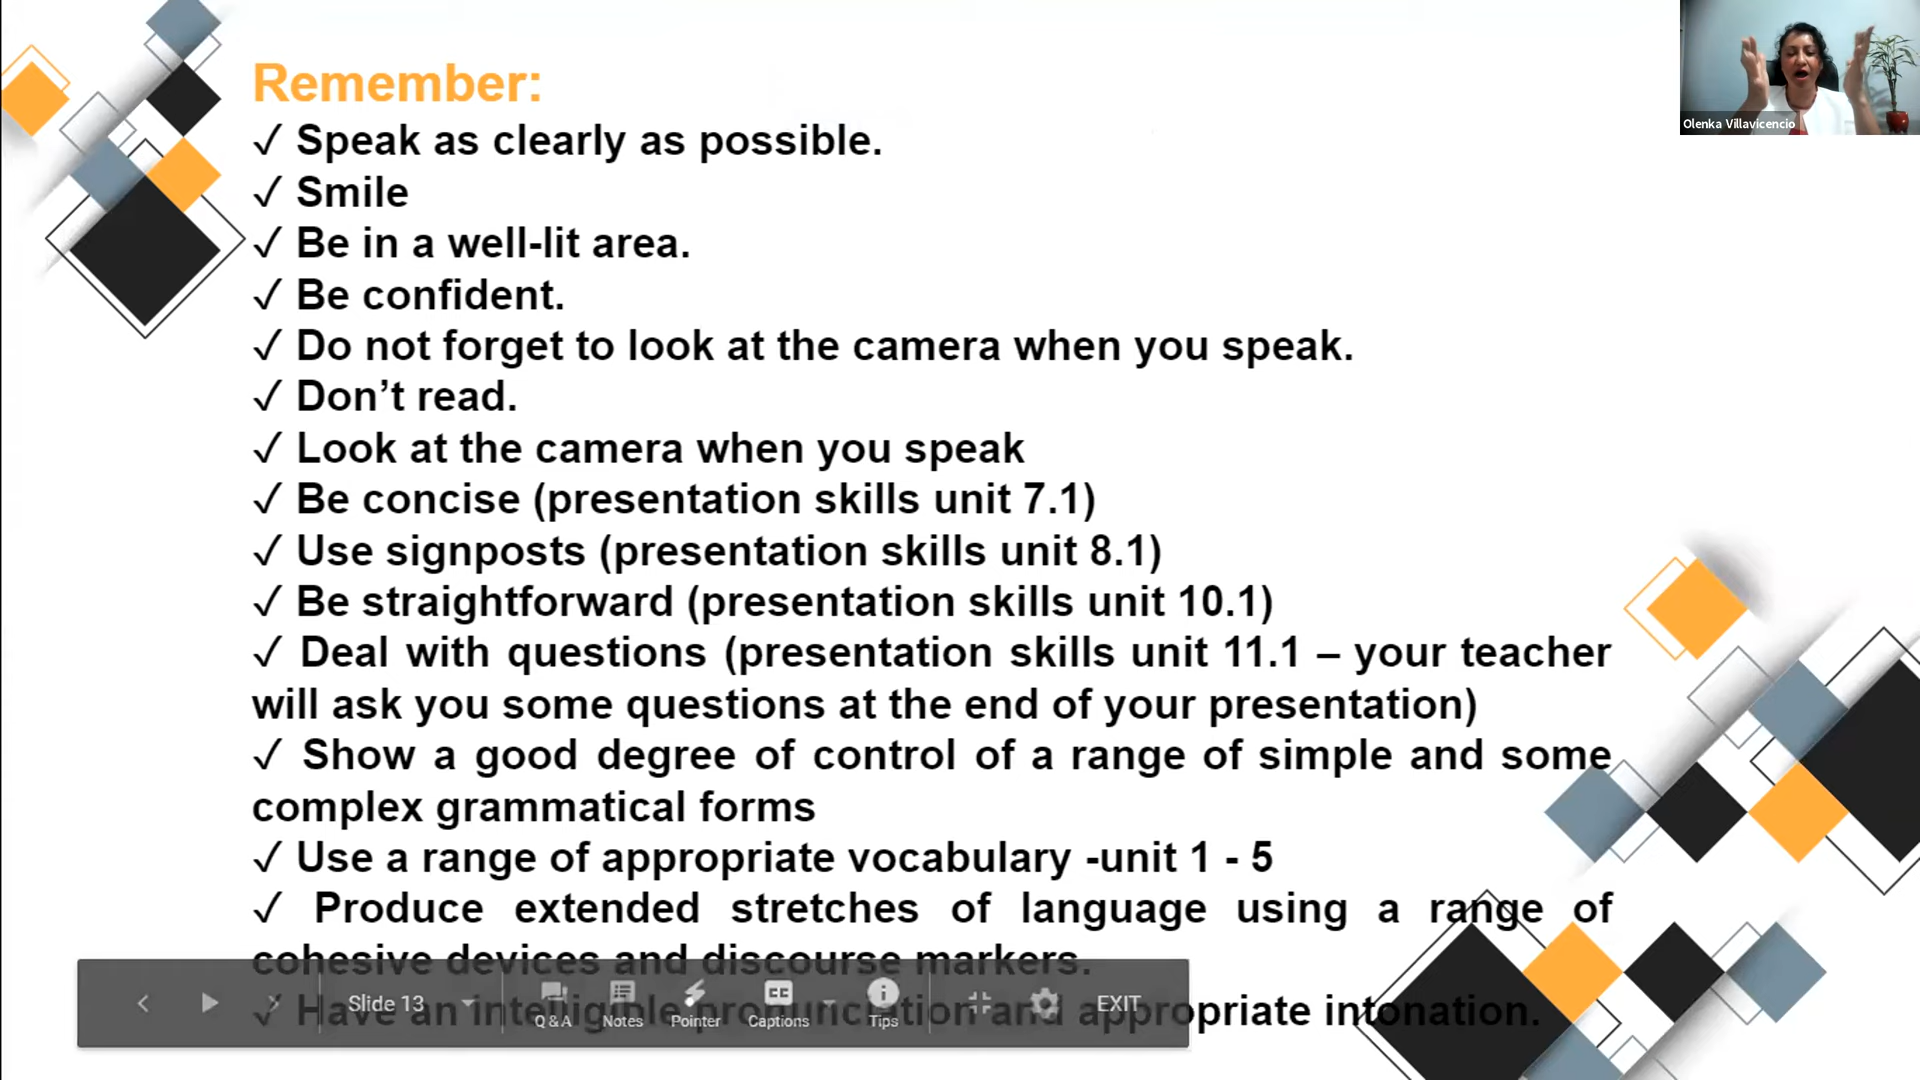 Remember:
✓ Speak as clearly as possible.
✓ Smile
✓ Be in a well-lit area.
✓ Be confident.
✓ Do not forget to look at the camera when you speak.
✓ Don’t read.
✓ Look at the camera when you speak
✓ Be concise (presentation skills unit 7.1)
✓ Use signposts (presentation skills unit 8.1)
✓ Be straightforward (presentation skills unit 10.1)
✓ Deal with questions (presentation skills unit 11.1 – your teacher
will ask you some questions at the end of your presentation)
✓ Show a good degree of control of a range of simple and some
complex grammatical forms
✓ Use a range of appropriate vocabulary -unit 1 - 5
✓ Produce extended stretches of language using a range of
cohesive devices and discourse markers.
✓ Have an intelligible pronunciation and appropriate intonation.
Olenka Villavicencio
Slide 13
Q & A
Notes
Pointer
CC
Captions
Tips
EXIT